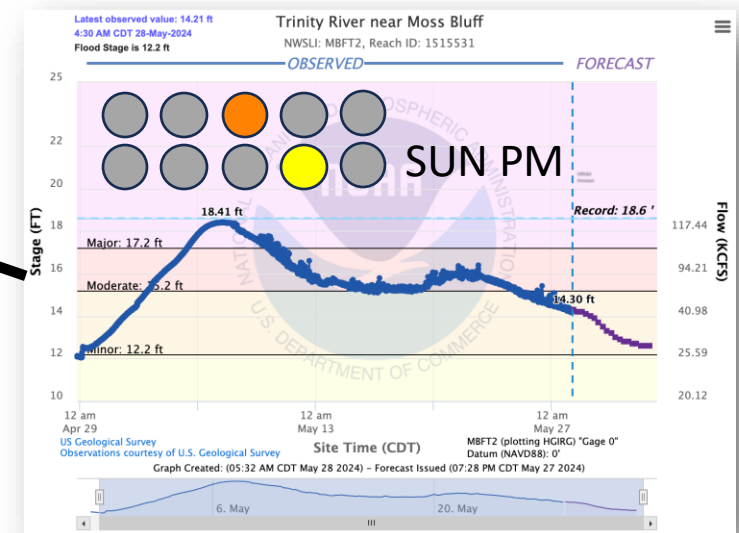 Latest observed value: 14.21 ft
4:30 AM CDT 28-May-2024
Flood Stage is 12.2 ft
Trinity River near Moss Bluff
NWSLI: MBFT2, Reach ID: 1515531
OBSERVED
FORECAST
SUN PM
Record: 18.6 '
18.41 ft
Major: 17.2 ft
Moderate: 15.2 ft
14.30 ft
Minor: 12.2 ft
Stage (FT)
25
22
20
18
16
14
12
10
Flow (KCFS)
117.44
94.21
40.98
25.59
20.12
12 am
Apr 29
12 am
May 13
12 am
May 27
US Geological Survey
Observations courtesy of U.S. Geological Survey
Site Time (CDT)
MBFT2 (plotting HGIRG) "Gage 0"
Datum (NAVD88): 0'
Graph Created: (05:32 AM CDT May 28 2024) – Forecast Issued (07:28 PM CDT May 27 2024)
6. May
20. May
U.S. DEPARTMENT OF COMMERCE